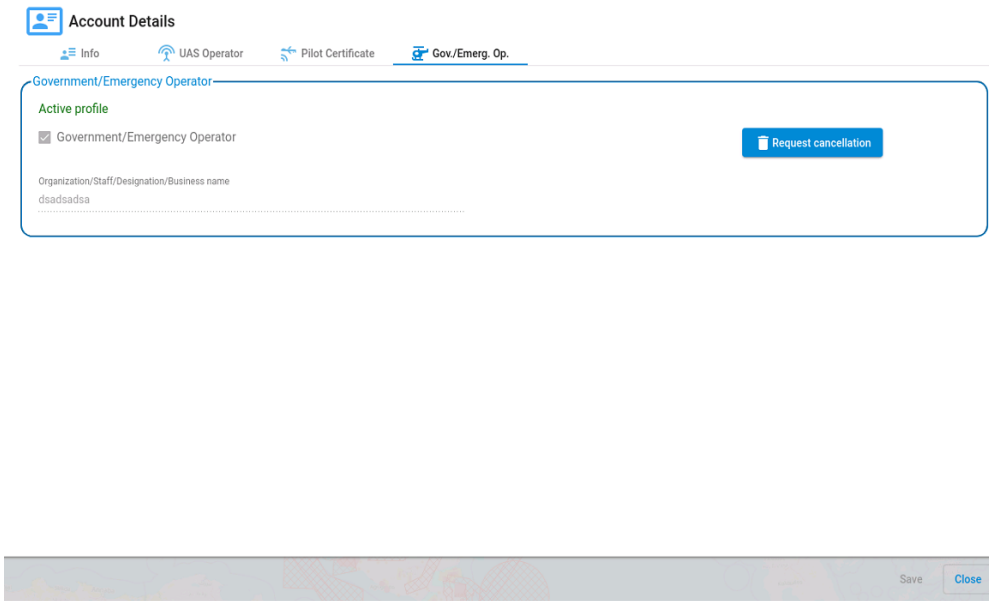 Account Details
Info UAS Operator Pilot Certificate Gov./Emerg. Op.
Government/Emergency Operator
Active profile
Government/Emergency Operator
Request cancellation
Organization/Staff/Designation/Business name
dsadsadsa
Save Close